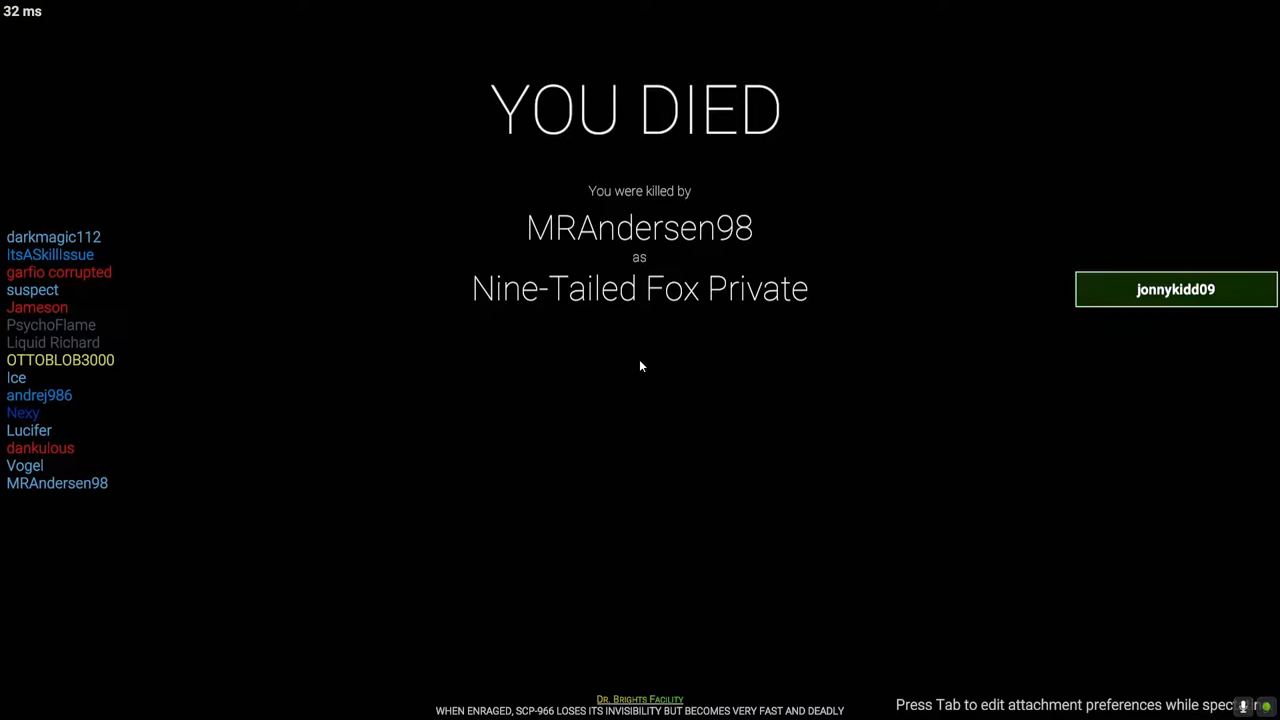 32 ms
YOU DIED
You were killed by
MRAndersen98
as
Nine-Tailed Fox Private
darkmagic112
ItsASkillIssue
garfio corrupted
suspect
Jameson
PsychoFlame
Liquid Richard
OTTOBLOB3000
Ice
andrej986
Nexy
Lucifer
dankulous
Vogel
MRAndersen98
jonnykidd09
DR. BRIGHTS FACILITY
WHEN ENRAGED, SCP-966 LOSES ITS INVISIBILITY BUT BECOMES VERY FAST AND DEADLY
Press Tab to edit attachment preferences while